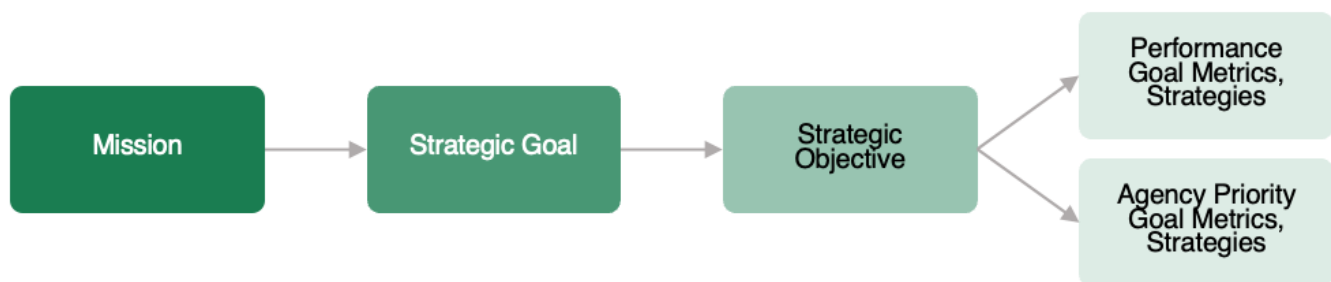 Mission
Strategic Goal
Strategic
Objective
Performance
Goal Metrics,
Strategies
Agency Priority
Goal Metrics,
Strategies